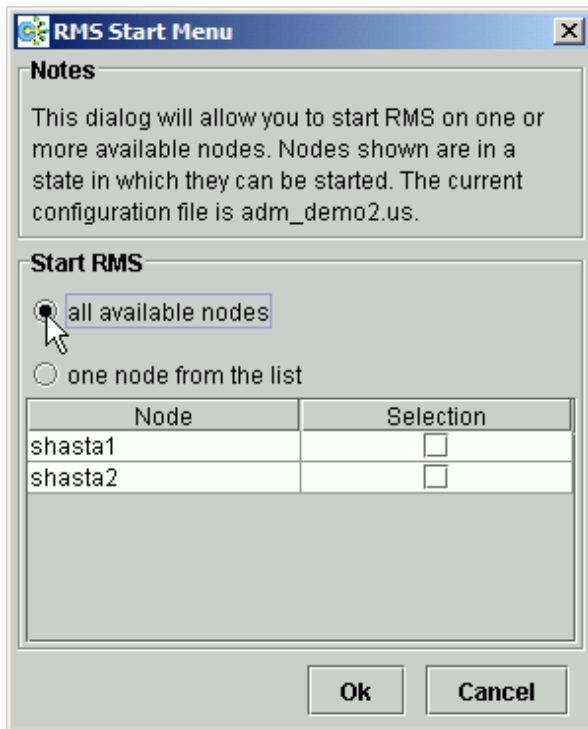 RMS Start Menu
Notes
This dialog will allow you to start RMS on one or
more available nodes. Nodes shown are in a
state in which they can be started. The current
configuration file is adm_demo2.us.
Start RMS
all available nodes
one node from the list
Node Selection
shasta1
shasta2
Ok Cancel